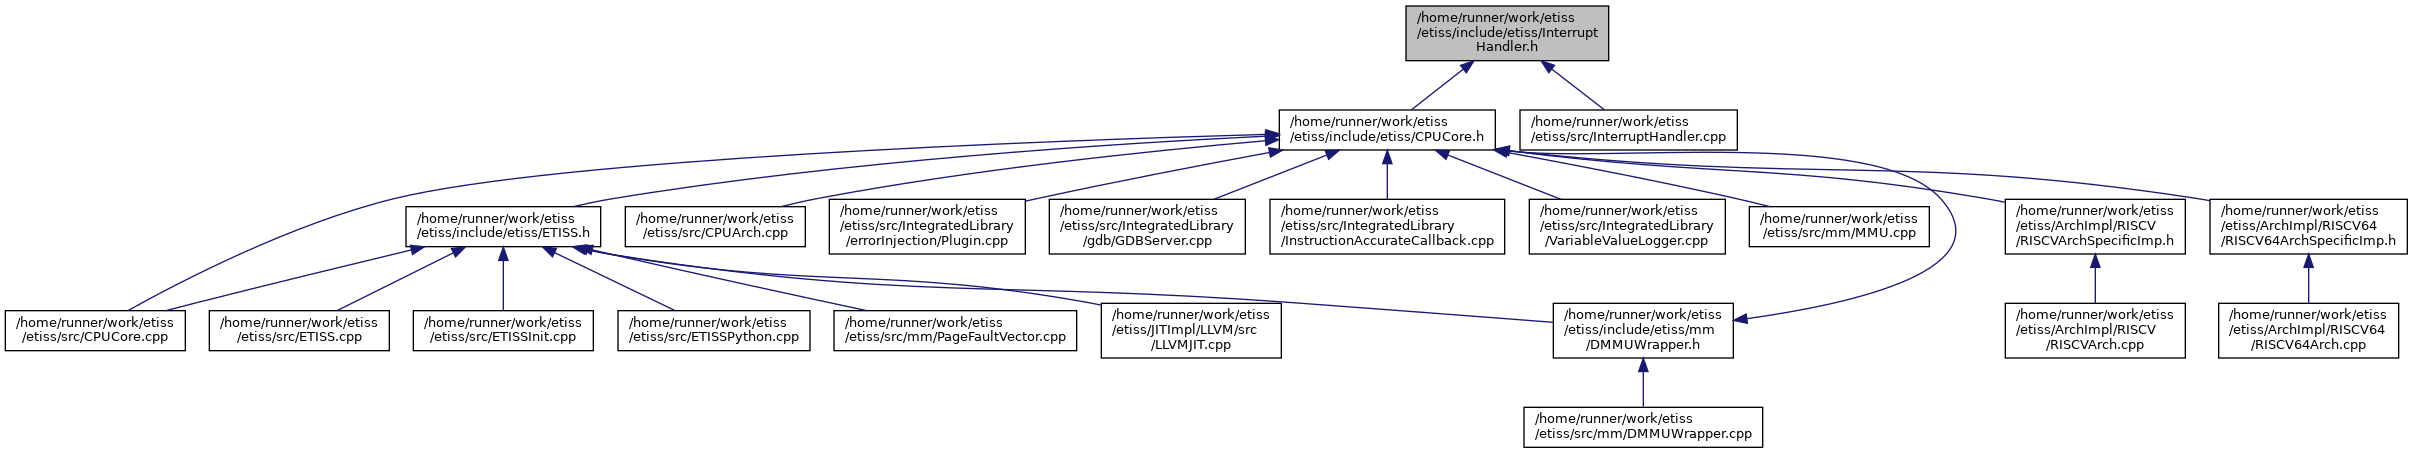 /home/runner/work/etiss
/etiss/include/etiss/Interrupt
Handler.h
/home/runner/work/etiss
/etiss/include/etiss/CPUCore.h
/home/runner/work/etiss
/etiss/src/InterruptHandler.cpp
/home/runner/work/etiss
/etiss/include/etiss/ETISS.h
/home/runner/work/etiss
/etiss/src/CPUArch.cpp
/home/runner/work/etiss
/etiss/src/IntegratedLibrary
/errorInjection/Plugin.cpp
/home/runner/work/etiss
/etiss/src/IntegratedLibrary
/gdb/GDBServer.cpp
/home/runner/work/etiss
/etiss/src/IntegratedLibrary
/InstructionAccurateCallback.cpp
/home/runner/work/etiss
/etiss/src/IntegratedLibrary
/VariableValueLogger.cpp
/home/runner/work/etiss
/etiss/src/mm/MMU.cpp
/home/runner/work/etiss
/etiss/ArchImpl/RISCV
/RISCVArchSpecificImp.h
/home/runner/work/etiss
/etiss/ArchImpl/RISCV64
/RISCV64ArchSpecificImp.h
/home/runner/work/etiss
/etiss/src/CPUCore.cpp
/home/runner/work/etiss
/etiss/src/ETISS.cpp
/home/runner/work/etiss
/etiss/src/ETISSInit.cpp
/home/runner/work/etiss
/etiss/src/ETISSPython.cpp
/home/runner/work/etiss
/etiss/src/mm/PageFaultVector.cpp
/home/runner/work/etiss
/etiss/JITImpl/LLVM/src
/LLVMJIT.cpp
/home/runner/work/etiss
/etiss/include/etiss/mm
/DMMUWrapper.h
/home/runner/work/etiss
/etiss/ArchImpl/RISCV
/RISCVArch.cpp
/home/runner/work/etiss
/etiss/ArchImpl/RISCV64
/RISCV64Arch.cpp
/home/runner/work/etiss
/etiss/src/mm/DMMUWrapper.cpp